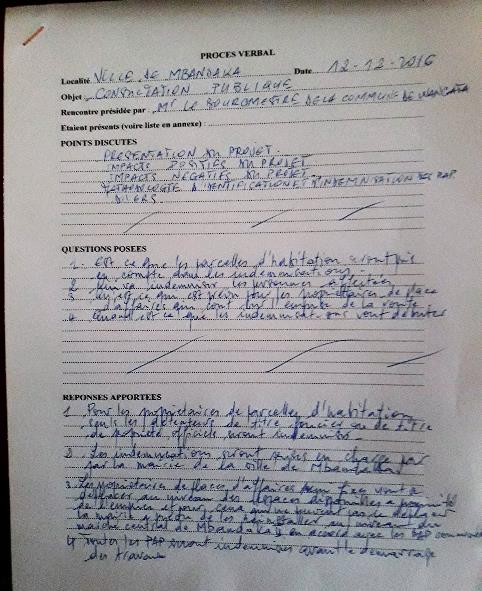 PROCES VERBAL
Localité VILLE DE MBANDAKA Date 12-12-2016
Objet : CONSULTATION PUBLIQUE
Rencontre présidée par : Mr LE BOURGMESTRE DE LA COMMUNE DE WANGATA
Etaient présents (voire liste en annexe) :
POINTS DISCUTES
PRESENTATION DU PROJET.
IMPACTS POSITIFS DU PROJET
IMPACTS NEGATIFS DU PROJET
D'IDENTIFICATION ET D'INDEMNISATION DES PAP
DIVERS
QUESTIONS POSEES
1. Est ce que les parcelles d'habitation seront pris
en compte dans les indemnisations.
2 Qui va indemniser les personnes affectées
3 qu'est ce qui est prévu pour les propriétaires de place
d'affaires qui sont sur l'emprise de la route
4 Quand est ce que les indemnisations vont débuter
REPONSES APPORTEES
1 Pour les propriétaires de parcelles d'habitation
seuls les détenteurs de titre foncier ou de titre
de propriété officiels seront indemnisés.
2. Les indemnisations seront prises en charge par
par la mairie de la ville de Mbandaka
3. Les propriétaires de places d'affaires fixes vont se
déplacer au niveau des espaces disponibles à proximité
de l'emprise et pour ceux qui ne peuvent pas se déplacer
la mairie de les réinstaller au niveau du
marché central de Mbandaka en accord avec les PAP
4 toutes les PAP seront indemnisées avant le démarrage
des travaux